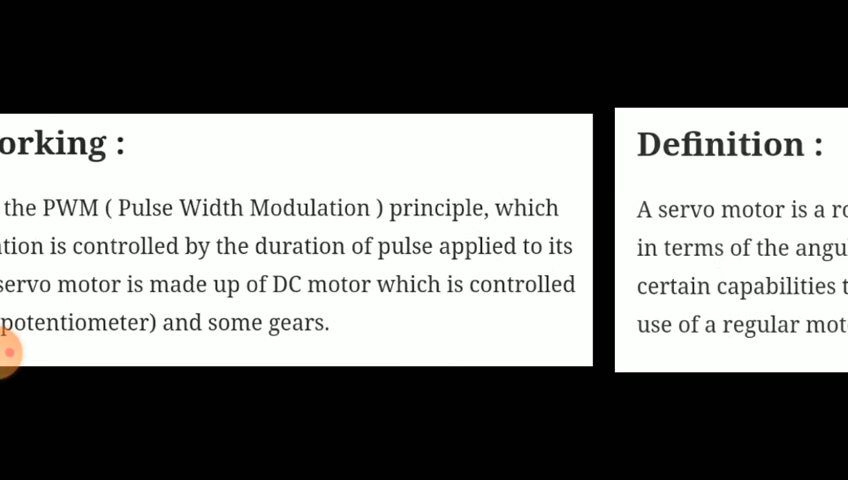 orking :
the PWM ( Pulse Width Modulation ) principle, which
tion is controlled by the duration of pulse applied to its
servo motor is made up of DC motor which is controlled
potentiometer) and some gears.
Definition :
A servo motor is a ro
in terms of the angu
certain capabilities t
use of a regular mot